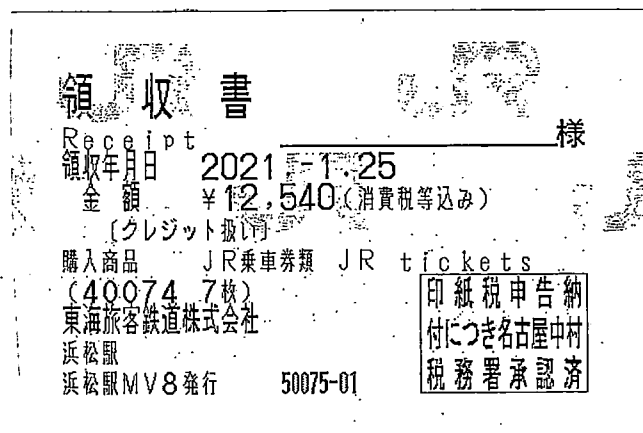 領収書
Receipt 様
領収年月日 2021.-1.25
金額 ¥12,540(消費税等込み)
[クレジット扱い]
購入商品 JR乗車券類 JR tickets
(40074 7枚)
東海旅客鉄道株式会社
浜松駅
浜松駅MV8発行 50075-01
印紙税申告納
付につき名古屋中村
税務署承認済